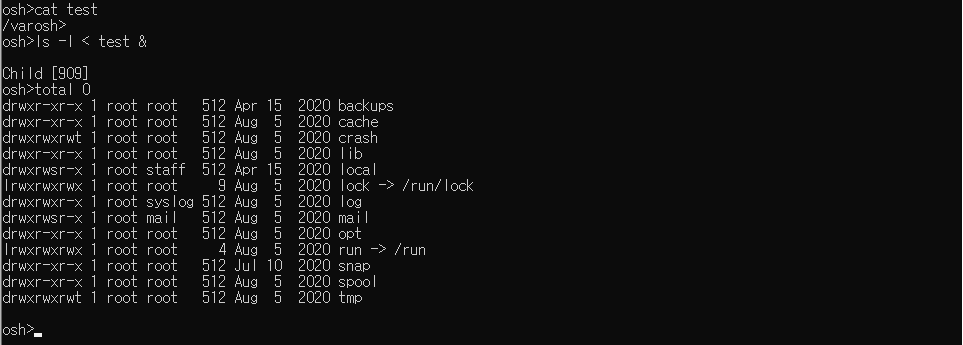 osh>cat test
/varosh>
osh>ls -l < test &
Child [909]
osh>total 0
drwxr-xr-x 1 root root   512 Apr 15  2020 backups
drwxr-xr-x 1 root root   512 Aug  5  2020 cache
drwxrwxrwt 1 root root   512 Aug  5  2020 crash
drwxr-xr-x 1 root root   512 Aug  5  2020 lib
drwxrwsr-x 1 root staff  512 Apr 15  2020 local
lrwxrwxrwx 1 root root     9 Aug  5  2020 lock -> /run/lock
drwxrwxr-x 1 root syslog 512 Aug  5  2020 log
drwxrwsr-x 1 root mail   512 Aug  5  2020 mail
drwxr-xr-x 1 root root   512 Aug  5  2020 opt
lrwxrwxrwx 1 root root     4 Aug  5  2020 run -> /run
drwxr-xr-x 1 root root   512 Jul 10  2020 snap
drwxr-xr-x 1 root root   512 Aug  5  2020 spool
drwxrwxrwt 1 root root   512 Aug  5  2020 tmp
osh>